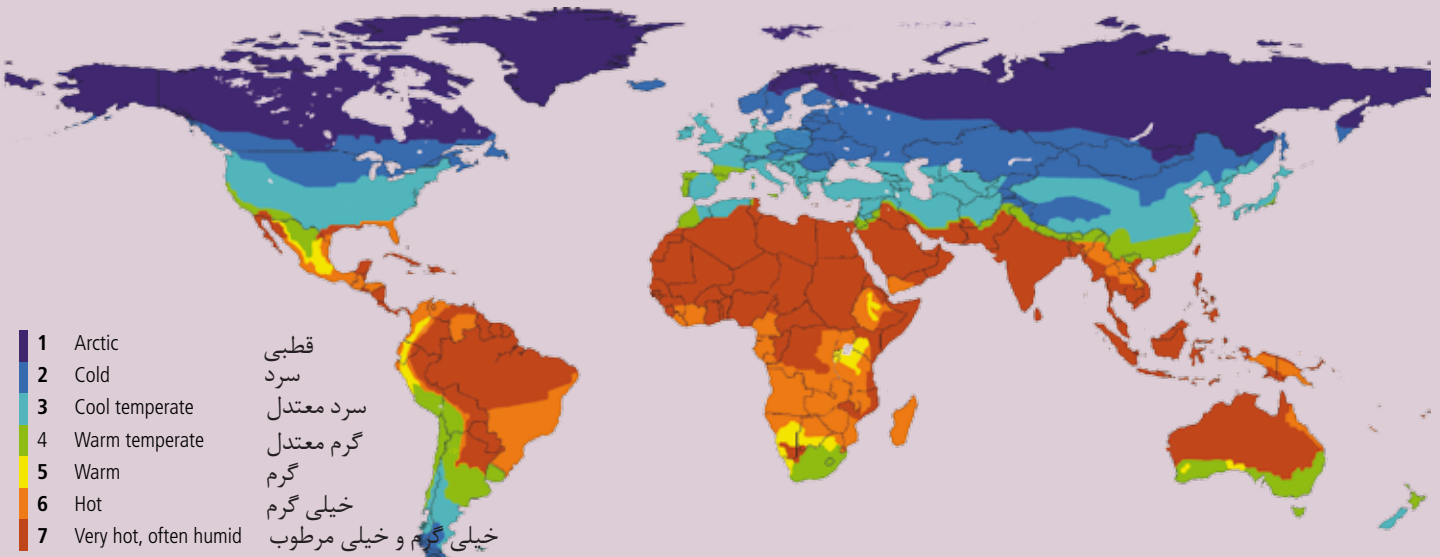 1 Arctic قطبی
2 Cold سرد
3 Cool temperate سرد معتدل
4 Warm temperate گرم معتدل
5 Warm گرم
6 Hot خیلی گرم
7 Very hot, often humid خیلی گرم و خیلی مرطوب